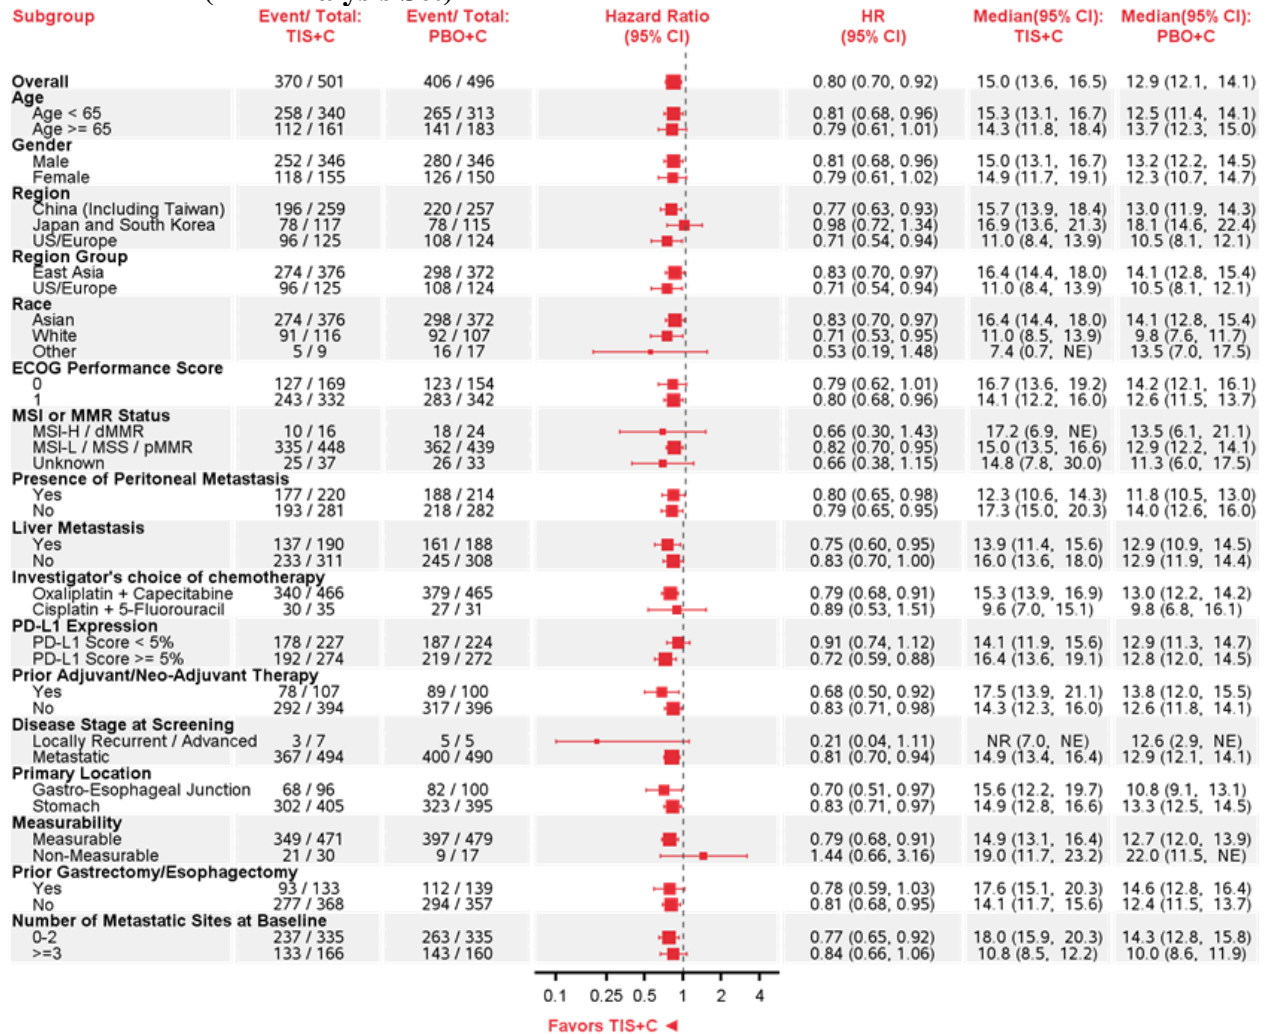 Subgroup Event/ Total: TIS+C Event/ Total: PBO+C Hazard Ratio (95% CI) HR (95% CI) Median(95% CI): TIS+C Median(95% CI): PBO+C
Overall 370 / 501 406 / 496 0.80 (0.70, 0.92) 15.0 (13.6, 16.5) 12.9 (12.1, 14.1)
Age
Age < 65 258 / 340 265 / 313 0.81 (0.68, 0.96) 15.3 (13.1, 16.7) 12.5 (11.4, 14.1)
Age >= 65 112 / 161 141 / 183 0.79 (0.61, 1.01) 14.3 (11.8, 18.4) 13.7 (12.3, 15.0)
Gender
Male 252 / 346 280 / 346 0.81 (0.68, 0.96) 15.0 (13.1, 16.7) 13.2 (12.2, 14.5)
Female 118 / 155 126 / 150 0.79 (0.61, 1.02) 14.9 (11.7, 19.1) 12.3 (10.7, 14.7)
Region
China (Including Taiwan) 196 / 259 220 / 257 0.77 (0.63, 0.93) 15.7 (13.9, 18.4) 13.0 (11.9, 14.3)
Japan and South Korea 78 / 117 78 / 115 0.98 (0.72, 1.34) 16.9 (13.6, 21.3) 18.1 (14.6, 22.4)
US/Europe 96 / 125 108 / 124 0.71 (0.54, 0.94) 11.0 (8.4, 13.9) 10.5 (8.1, 12.1)
Region Group
East Asia 274 / 376 298 / 372 0.83 (0.70, 0.97) 16.4 (14.4, 18.0) 14.1 (12.8, 15.4)
US/Europe 96 / 125 108 / 124 0.71 (0.54, 0.94) 11.0 (8.4, 13.9) 10.5 (8.1, 12.1)
Race
Asian 274 / 376 298 / 372 0.83 (0.70, 0.97) 16.4 (14.4, 18.0) 14.1 (12.8, 15.4)
White 91 / 116 92 / 107 0.71 (0.53, 0.95) 11.0 (8.5, 13.9) 9.8 (7.6, 11.7)
Other 5 / 9 16 / 17 0.53 (0.19, 1.48) 7.4 (0.7, NE) 13.5 (7.0, 17.5)
ECOG Performance Score
0 127 / 169 123 / 154 0.79 (0.62, 1.01) 16.7 (13.6, 19.2) 14.2 (12.1, 16.1)
1 243 / 332 283 / 342 0.80 (0.68, 0.96) 14.1 (12.2, 16.0) 12.6 (11.5, 13.7)
MSI or MMR Status
MSI-H / dMMR 10 / 16 18 / 24 0.66 (0.30, 1.43) 17.2 (6.9, NE) 13.5 (6.1, 21.1)
MSI-L / MSS / pMMR 335 / 448 362 / 439 0.82 (0.70, 0.95) 15.0 (13.5, 16.6) 12.9 (12.2, 14.1)
Unknown 25 / 37 26 / 33 0.66 (0.38, 1.15) 14.8 (7.8, 30.0) 11.3 (6.0, 17.5)
Presence of Peritoneal Metastasis
Yes 177 / 220 188 / 214 0.80 (0.65, 0.98) 12.3 (10.6, 14.3) 11.8 (10.5, 13.0)
No 193 / 281 218 / 282 0.79 (0.65, 0.95) 17.3 (15.0, 20.3) 14.0 (12.6, 16.0)
Liver Metastasis
Yes 137 / 190 161 / 188 0.75 (0.60, 0.95) 13.9 (11.4, 15.6) 12.9 (10.9, 14.5)
No 233 / 311 245 / 308 0.83 (0.70, 1.00) 16.0 (13.6, 18.0) 12.9 (11.9, 14.4)
Investigator's choice of chemotherapy
Oxaliplatin + Capecitabine 340 / 466 379 / 465 0.79 (0.68, 0.91) 15.3 (13.9, 16.9) 13.0 (12.2, 14.2)
Cisplatin + 5-Fluorouracil 30 / 35 27 / 31 0.89 (0.53, 1.51) 9.6 (7.0, 15.1) 9.8 (6.8, 16.1)
PD-L1 Expression
PD-L1 Score < 5% 178 / 227 187 / 224 0.91 (0.74, 1.12) 14.1 (11.9, 15.6) 12.9 (11.3, 14.7)
PD-L1 Score >= 5% 192 / 274 219 / 272 0.72 (0.59, 0.88) 16.4 (13.6, 19.1) 12.8 (12.0, 14.5)
Prior Adjuvant/Neo-Adjuvant Therapy
Yes 78 / 107 89 / 100 0.68 (0.50, 0.92) 17.5 (13.9, 21.1) 13.8 (12.0, 15.5)
No 292 / 394 317 / 396 0.83 (0.71, 0.98) 14.3 (12.3, 16.0) 12.6 (11.8, 14.1)
Disease Stage at Screening
Locally Recurrent / Advanced 3 / 7 5 / 5 0.21 (0.04, 1.11) NR (7.0, NE) 12.6 (2.9, NE)
Metastatic 367 / 494 400 / 490 0.81 (0.70, 0.94) 14.9 (13.4, 16.4) 12.9 (12.1, 14.1)
Primary Location
Gastro-Esophageal Junction 68 / 96 82 / 100 0.70 (0.51, 0.97) 15.6 (12.2, 19.7) 10.8 (9.1, 13.1)
Stomach 302 / 405 323 / 395 0.83 (0.71, 0.97) 14.9 (12.8, 16.6) 13.3 (12.5, 14.5)
Measurability
Measurable 349 / 471 397 / 479 0.79 (0.68, 0.91) 14.9 (13.1, 16.4) 12.7 (12.0, 13.9)
Non-Measurable 21 / 30 9 / 17 1.44 (0.66, 3.16) 19.0 (11.7, 23.2) 22.0 (11.5, NE)
Prior Gastrectomy/Esophagectomy
Yes 93 / 133 112 / 139 0.78 (0.59, 1.03) 17.6 (15.1, 20.3) 14.6 (12.8, 16.4)
No 277 / 368 294 / 357 0.81 (0.68, 0.95) 14.1 (11.7, 15.6) 12.4 (11.5, 13.7)
Number of Metastatic Sites at Baseline
0-2 237 / 335 263 / 335 0.77 (0.65, 0.92) 18.0 (15.9, 20.3) 14.3 (12.8, 15.8)
>=3 133 / 166 143 / 160 0.84 (0.66, 1.06) 10.8 (8.5, 12.2) 10.0 (8.6, 11.9)
0.1 0.25 0.5 1 2 4
Favors TIS+C ◄